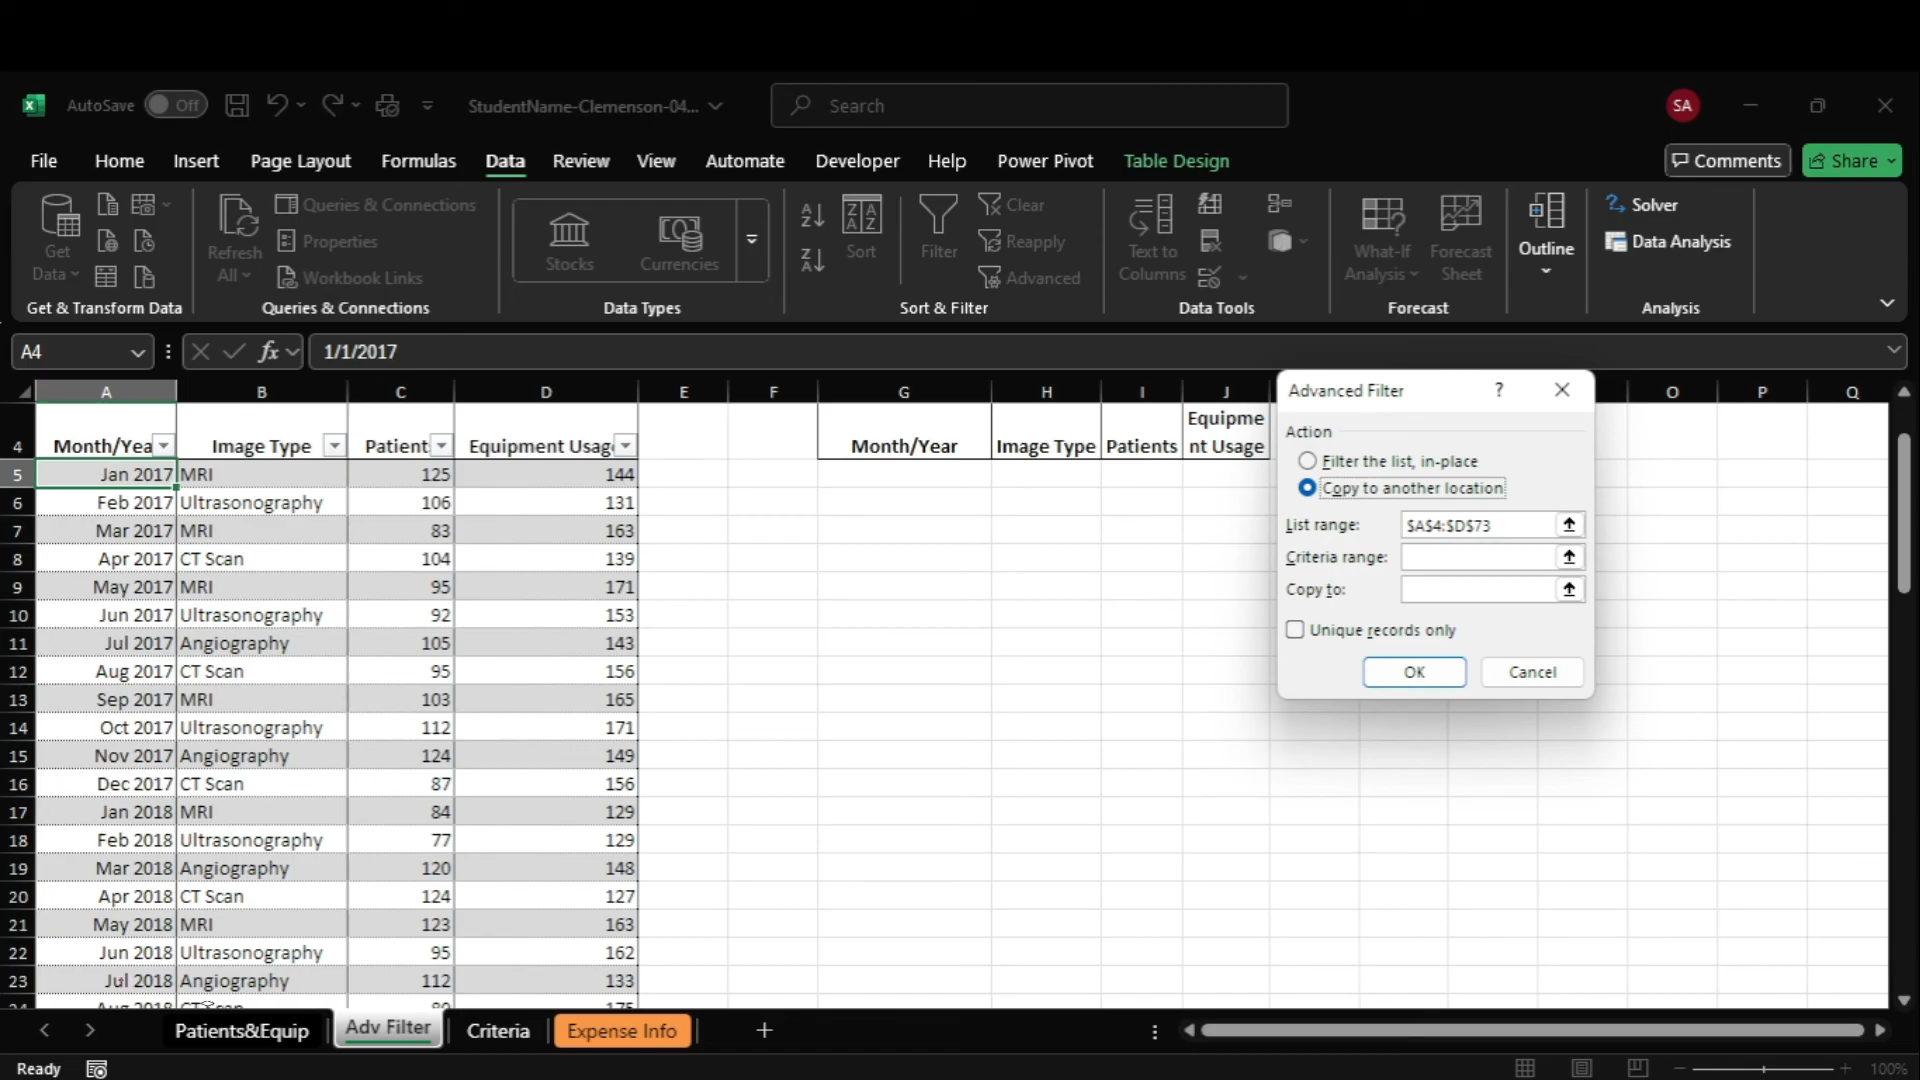 AutoSave Off StudentName-Clemenson-04... Search SA
File Home Insert Page Layout Formulas Data Review View Automate Developer Help Power Pivot Table Design Comments Share
Get Data Refresh All Queries & Connections Properties Workbook Links Stocks Currencies Sort Filter Clear Reapply Advanced Text to Columns What-If Analysis Forecast Sheet Outline Solver Data Analysis
Get & Transform Data Queries & Connections Data Types Sort & Filter Data Tools Forecast Analysis
A4 fx 1/1/2017
A B C D E F G H I J O P Q
4 Month/Yea Image Type Patient Equipment Usag Month/Year Image Type Patients Equipme
nt Usage
5 Jan 2017 MRI 125 144
6 Feb 2017 Ultrasonography 106 131
7 Mar 2017 MRI 83 163
8 Apr 2017 CT Scan 104 139
9 May 2017 MRI 95 171
10 Jun 2017 Ultrasonography 92 153
11 Jul 2017 Angiography 105 143
12 Aug 2017 CT Scan 95 156
13 Sep 2017 MRI 103 165
14 Oct 2017 Ultrasonography 112 171
15 Nov 2017 Angiography 124 149
16 Dec 2017 CT Scan 87 156
17 Jan 2018 MRI 84 129
18 Feb 2018 Ultrasonography 77 129
19 Mar 2018 Angiography 120 148
20 Apr 2018 CT Scan 124 127
21 May 2018 MRI 123 163
22 Jun 2018 Ultrasonography 95 162
23 Jul 2018 Angiography 112 133
24 Aug 2018 CT Scan
Advanced Filter ?
Action
Filter the list, in-place
Copy to another location
List range: $A$4:$D$73
Criteria range:
Copy to:
Unique records only
OK Cancel
Patients&Equip Adv Filter Criteria Expense Info
Ready 100%